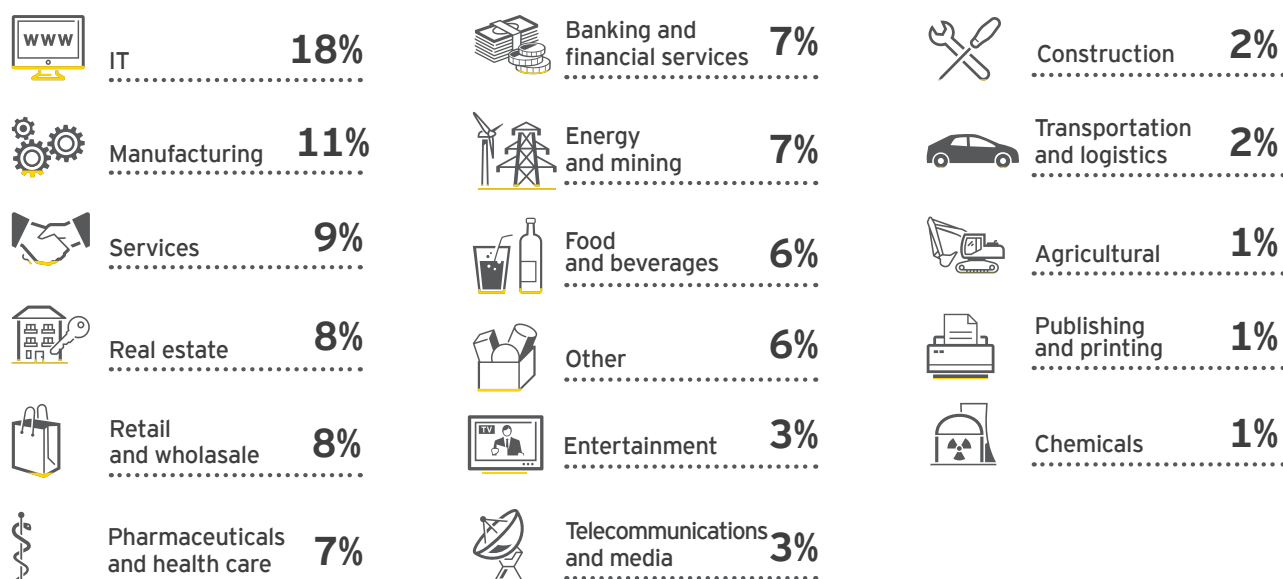 www
IT 18%
Manufacturing 11%
Services 9%
Real estate 8%
Retail
and wholasale 8%
Pharmaceuticals
and health care 7%
Banking and
financial services 7%
Energy
and mining 7%
Food
and beverages 6%
Other 6%
TV
Entertainment 3%
Telecommunications
and media 3%
Construction 2%
Transportation
and logistics 2%
Agricultural 1%
Publishing
and printing 1%
Chemicals 1%